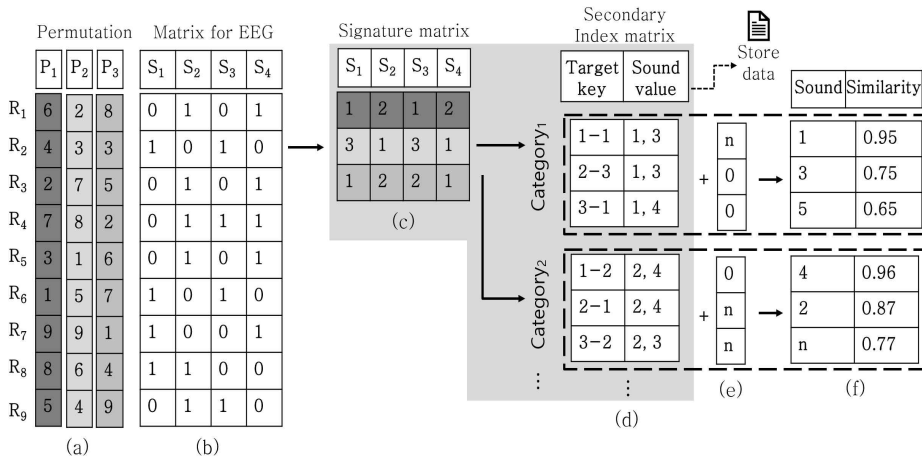 Permutation
Matrix for EEG
Signature matrix
Secondary
Index matrix
Store
data
P1 P2 P3
S1 S2 S3 S4
S1 S2 S3 S4
Target
key
Sound
value
Sound Similarity
R1 6 2 8 0 1 0 1
R2 4 3 3 1 0 1 0
R3 2 7 5 0 1 0 1
R4 7 8 2 0 1 1 1
R5 3 1 6 0 1 0 1
R6 1 5 7 1 0 1 0
R7 9 9 1 1 0 0 1
R8 8 6 4 1 1 0 0
R9 5 4 9 0 1 1 0
(a)
(b)
1 2 1 2
3 1 3 1
1 2 2 1
(c)
Category1
1-1 1, 3
2-3 1, 3
3-1 1, 4
+
n
0
0
1 0.95
3 0.75
5 0.65
Category2
1-2 2, 4
2-1 2, 4
3-2 2, 3
+
0
n
n
4 0.96
2 0.87
n 0.77
...
...
(d)
(e)
(f)